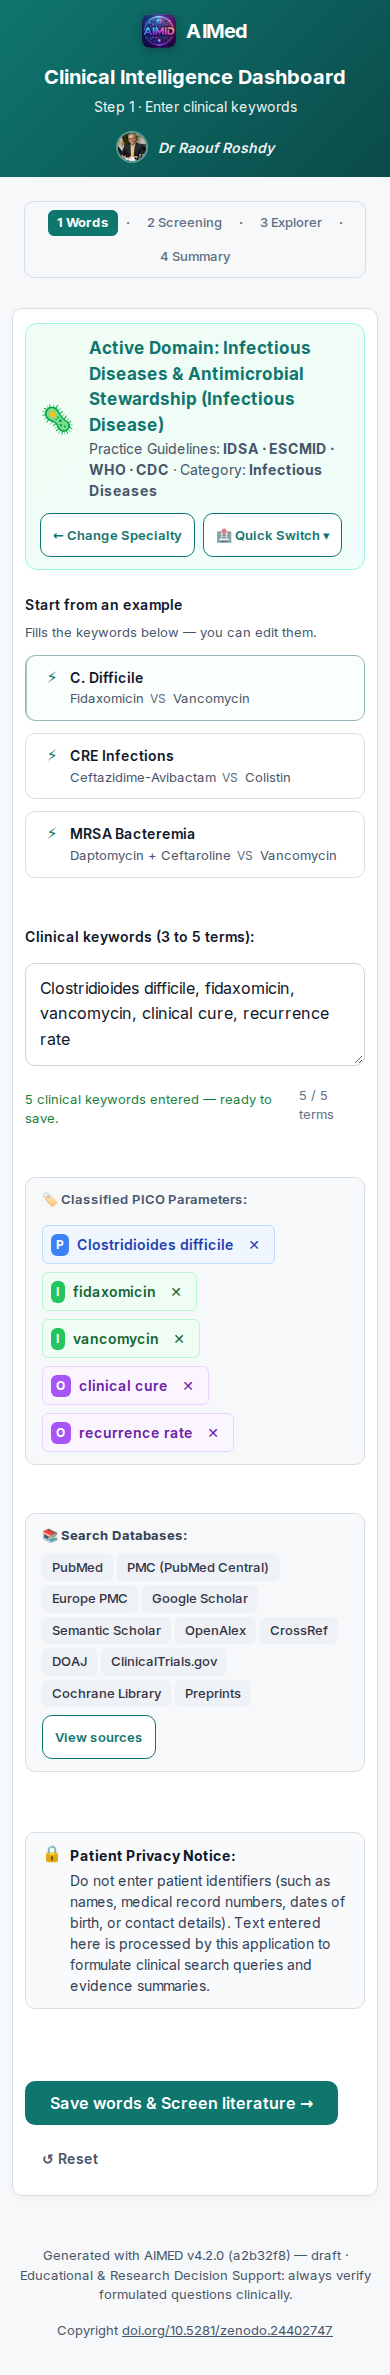 AIMED
AIMed
Clinical Intelligence Dashboard
Step 1 · Enter clinical keywords
Dr Raouf Roshdy
1 Words · 2 Screening · 3 Explorer ·
4 Summary
Active Domain: Infectious
Diseases & Antimicrobial
Stewardship (Infectious
Disease)
Practice Guidelines: IDSA · ESCMID ·
WHO · CDC · Category: Infectious
Diseases
← Change Specialty
🏥 Quick Switch ▾
Start from an example
Fills the keywords below — you can edit them.
⚡ C. Difficile
Fidaxomicin VS Vancomycin
⚡ CRE Infections
Ceftazidime-Avibactam VS Colistin
⚡ MRSA Bacteremia
Daptomycin + Ceftaroline VS Vancomycin
Clinical keywords (3 to 5 terms):
Clostridioides difficile, fidaxomicin,
vancomycin, clinical cure, recurrence
rate
5 clinical keywords entered — ready to
save.
5 / 5
terms
🏷️ Classified PICO Parameters:
P Clostridioides difficile ✕
I fidaxomicin ✕
I vancomycin ✕
O clinical cure ✕
O recurrence rate ✕
📚 Search Databases:
PubMed PMC (PubMed Central)
Europe PMC Google Scholar
Semantic Scholar OpenAlex CrossRef
DOAJ ClinicalTrials.gov
Cochrane Library Preprints
View sources
🔒 Patient Privacy Notice:
Do not enter patient identifiers (such as
names, medical record numbers, dates of
birth, or contact details). Text entered
here is processed by this application to
formulate clinical search queries and
evidence summaries.
Save words & Screen literature →
↺ Reset
Generated with AIMED v4.2.0 (a2b32f8) — draft ·
Educational & Research Decision Support: always verify
formulated questions clinically.
Copyright doi.org/10.5281/zenodo.24402747